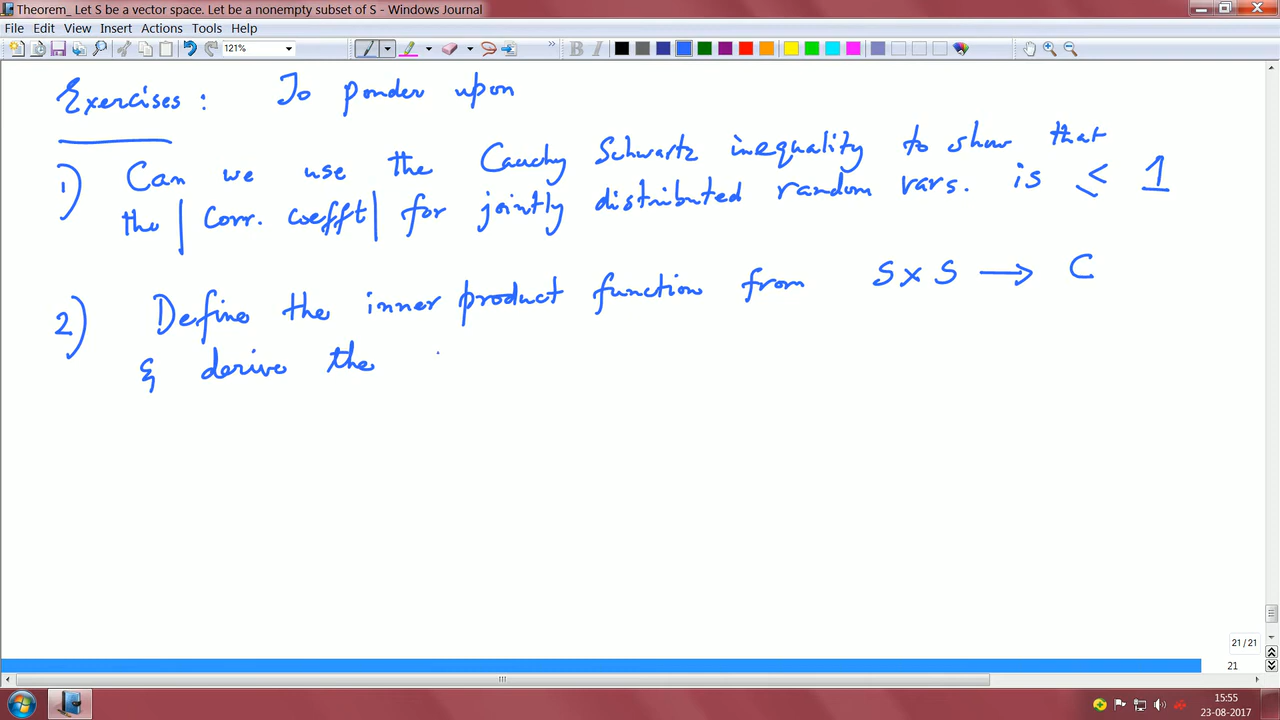 Theorem_ Let S be a vector space. Let be a nonempty subset of S - Windows Journal
File Edit View Insert Actions Tools Help
121%
Exercises : To ponder upon
1) Can we use the Cauchy Schwartz inequality to show that
the | Corr. coefft | for jointly distributed random vars. is ≤ 1
2) Define the inner product function from S × S → C
& derive the
21 / 21
21
15:55
23-08-2017